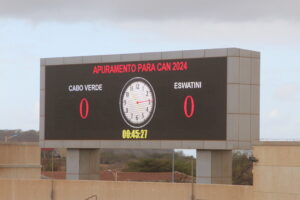 APURAMENTO PARA CAN 2024
CABO VERDE
ESWATINI
0
0
00:45:27